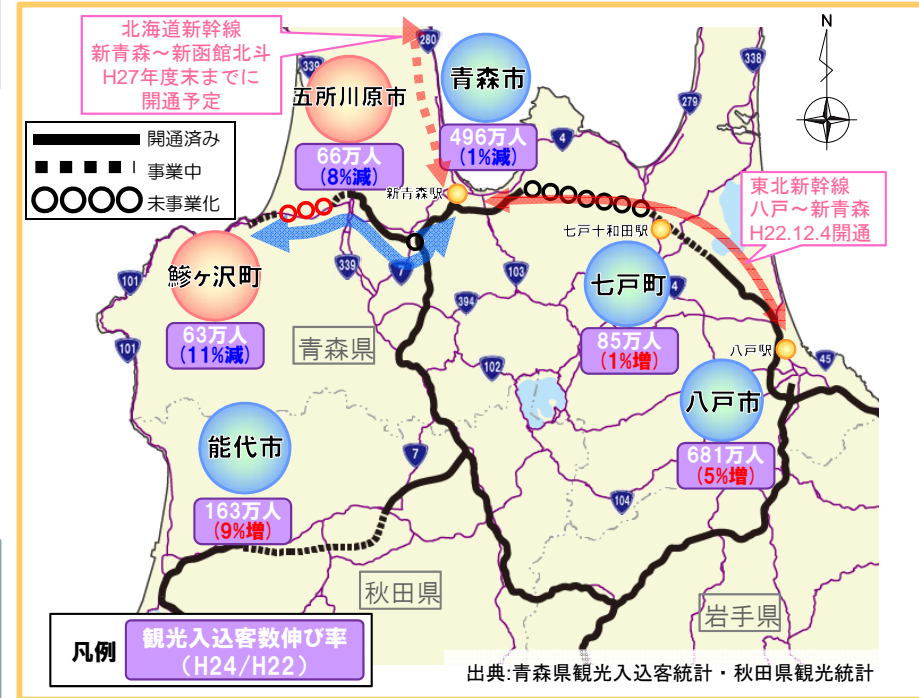 北海道新幹線
新青森～新函館北斗
H27年度末までに
開通予定
開通済み
事業中
未事業化
五所川原市
66万人
(8%減)
青森市
496万人
(1%減)
新青森駅
N
東北新幹線
八戸～新青森
H22.12.4開通
七戸十和田駅
七戸町
85万人
(1%増)
八戸駅
八戸市
681万人
(5%増)
鰺ヶ沢町
63万人
(11%減)
青森県
能代市
163万人
(9%増)
秋田県
岩手県
339
280
4
279
338
101
339
7
103
394
4
101
102
45
7
104
凡例
観光入込客数伸び率
(H24/H22)
出典:青森県観光入込客統計・秋田県観光統計